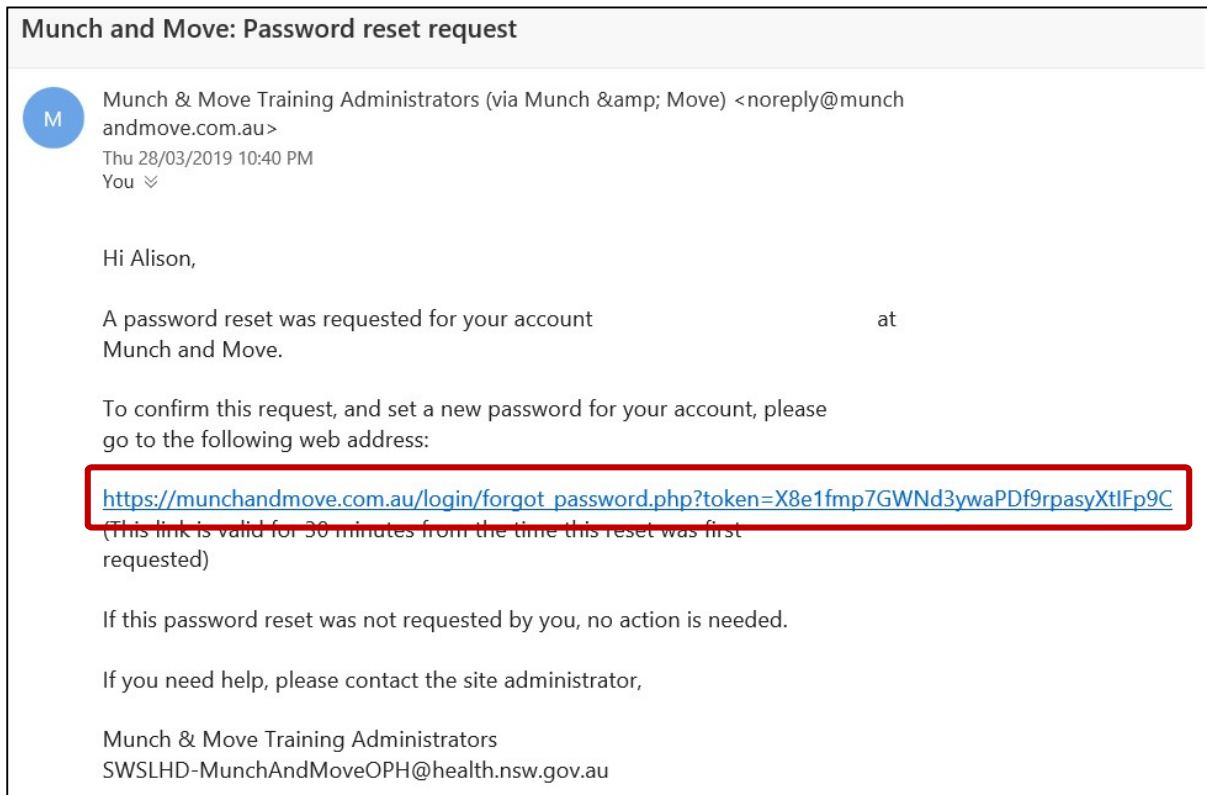 Munch and Move: Password reset request
M
Munch & Move Training Administrators (via Munch &amp; Move) <noreply@munch
andmove.com.au>
Thu 28/03/2019 10:40 PM
You
Hi Alison,
A password reset was requested for your account at
Munch and Move.
To confirm this request, and set a new password for your account, please
go to the following web address:
https://munchandmove.com.au/login/forgot_password.php?token=X8e1fmp7GWNd3ywaPDf9rpasyXtIFp9C
(This link is valid for 30 minutes from the time this reset was first
requested)
If this password reset was not requested by you, no action is needed.
If you need help, please contact the site administrator,
Munch & Move Training Administrators
SWSLHD-MunchAndMoveOPH@health.nsw.gov.au